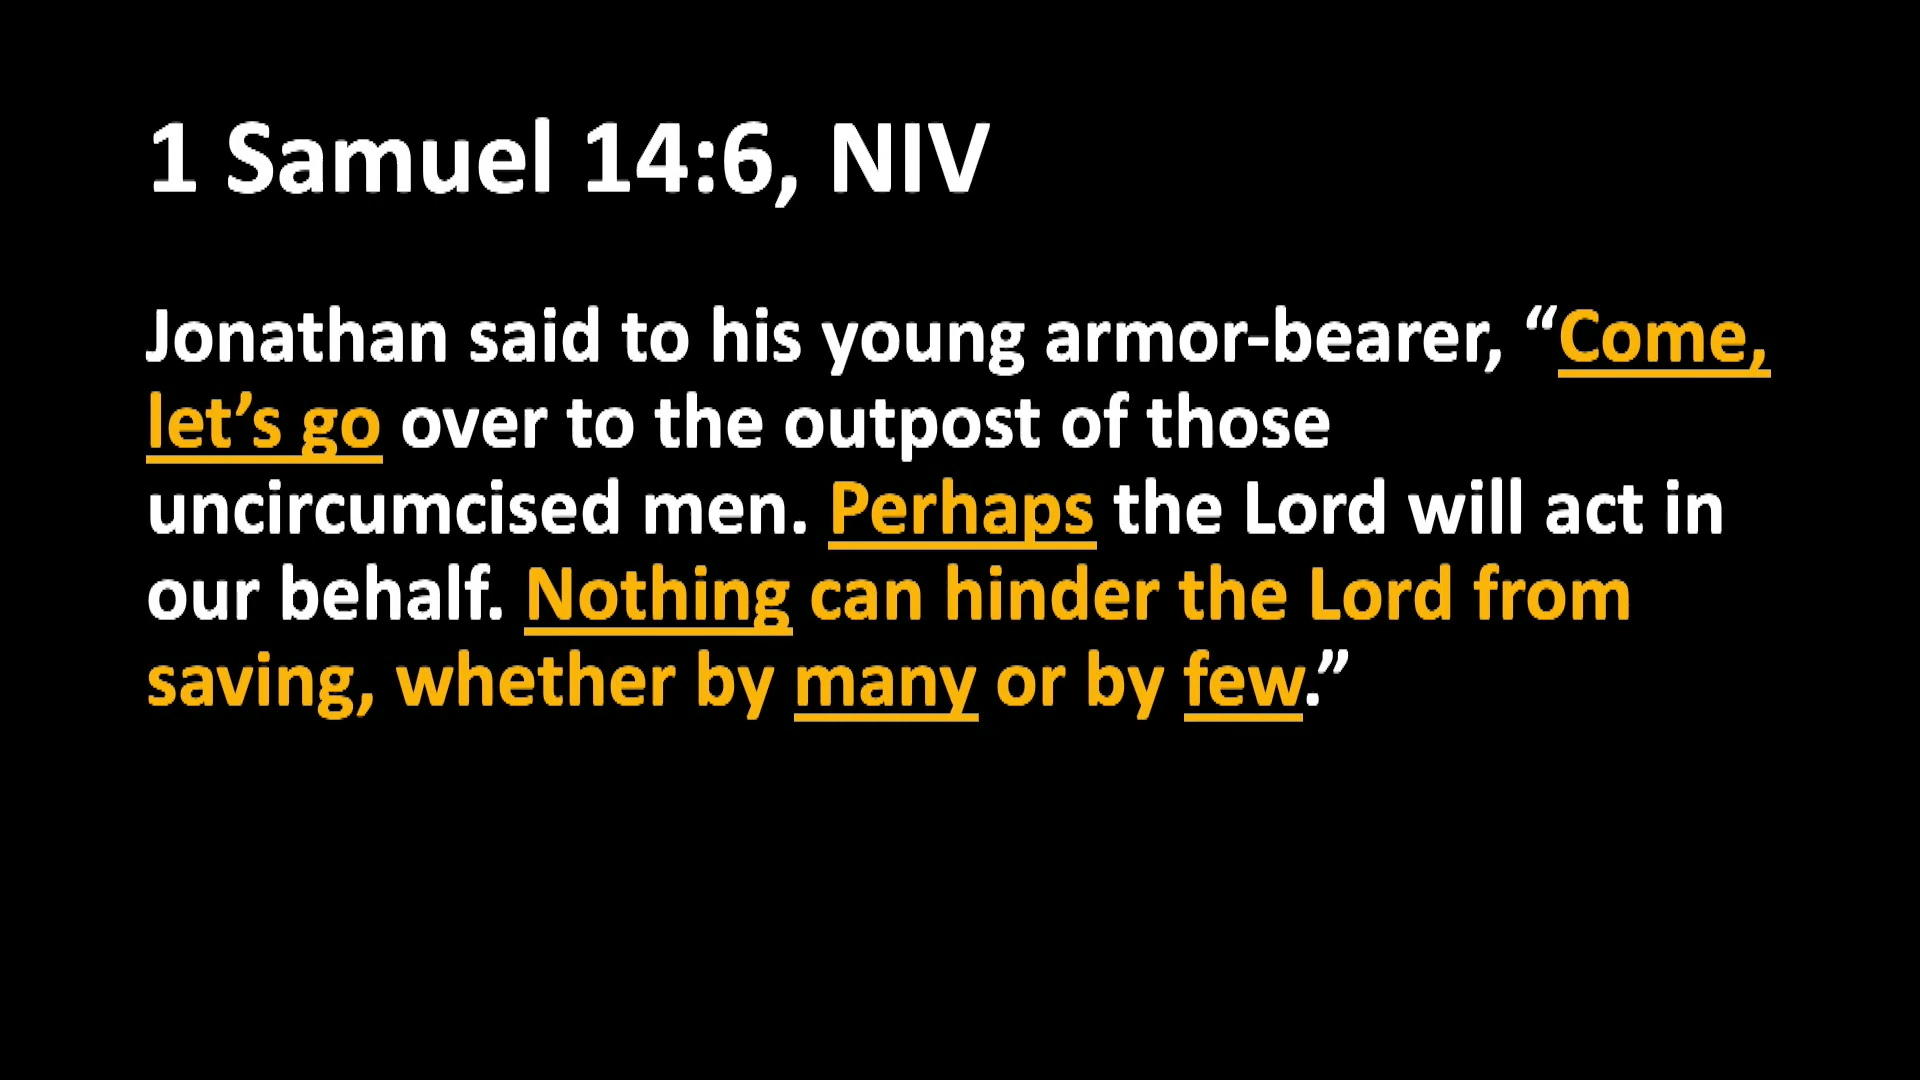 1 Samuel 14:6, NIV
Jonathan said to his young armor-bearer, “Come,
let’s go over to the outpost of those
uncircumcised men. Perhaps the Lord will act in
our behalf. Nothing can hinder the Lord from
saving, whether by many or by few.”